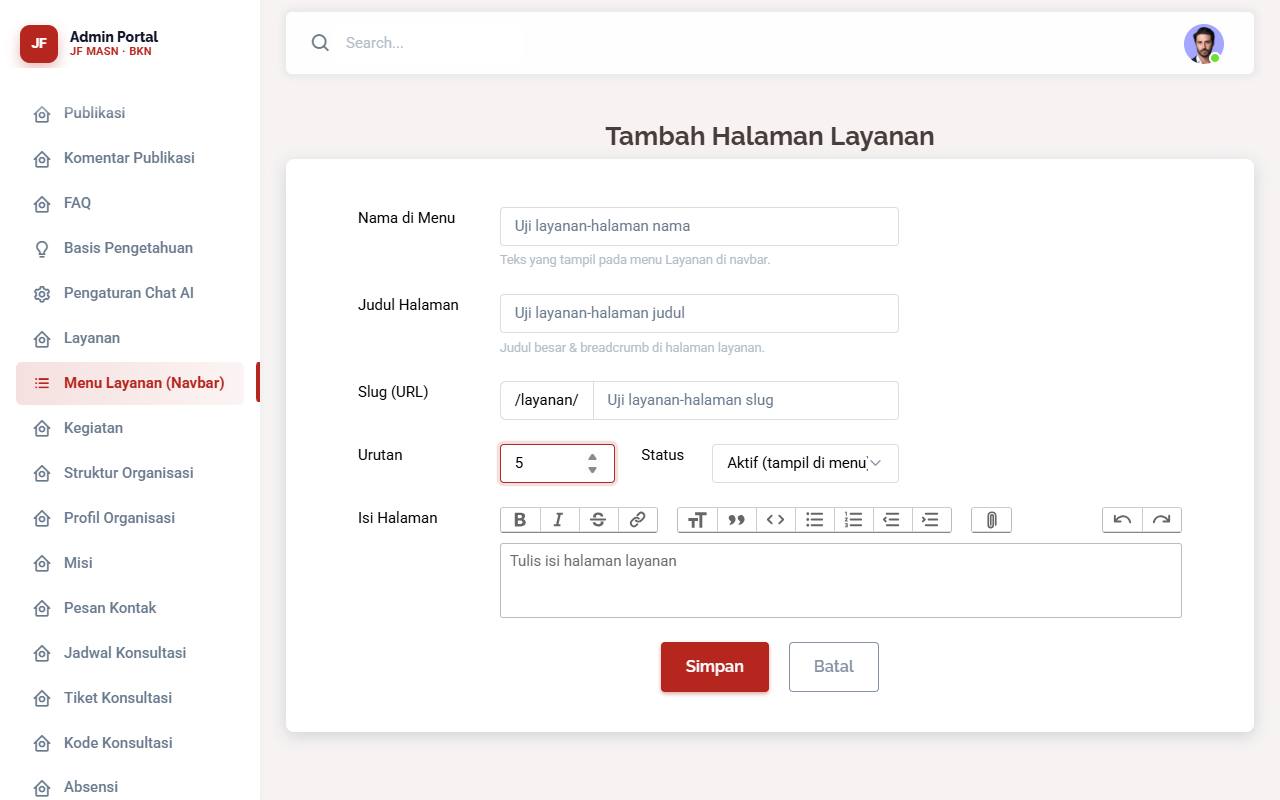 JF
Admin Portal
JF MASN · BKN
Search...
Publikasi
Komentar Publikasi
FAQ
Basis Pengetahuan
Pengaturan Chat AI
Layanan
Menu Layanan (Navbar)
Kegiatan
Struktur Organisasi
Profil Organisasi
Misi
Pesan Kontak
Jadwal Konsultasi
Tiket Konsultasi
Kode Konsultasi
Absensi
Tambah Halaman Layanan
Nama di Menu
Uji layanan-halaman nama
Teks yang tampil pada menu Layanan di navbar.
Judul Halaman
Uji layanan-halaman judul
Judul besar & breadcrumb di halaman layanan.
Slug (URL)
/layanan/ Uji layanan-halaman slug
Urutan
5
Status
Aktif (tampil di menu)
Isi Halaman
Tulis isi halaman layanan
Simpan
Batal